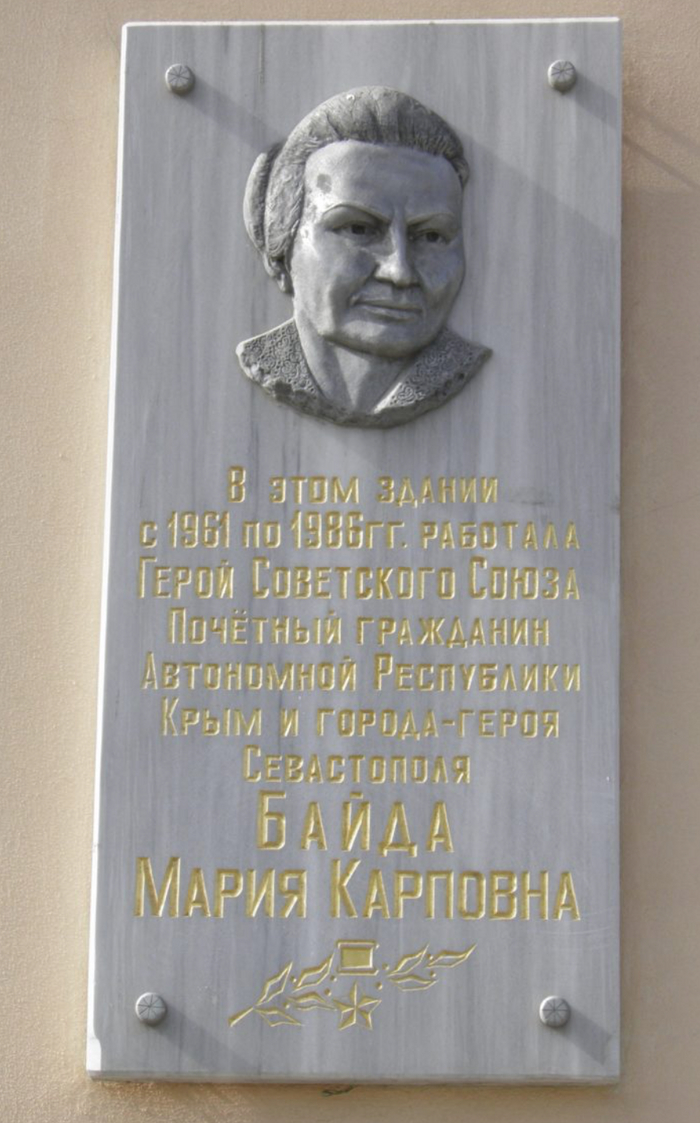 В этом здании
с 1961 по 1986гг. работала
Герой Советского Союза
Почётный гражданин
Автономной Республики
Крым и города-героя
Севастополя
Байда
Мария Карповна